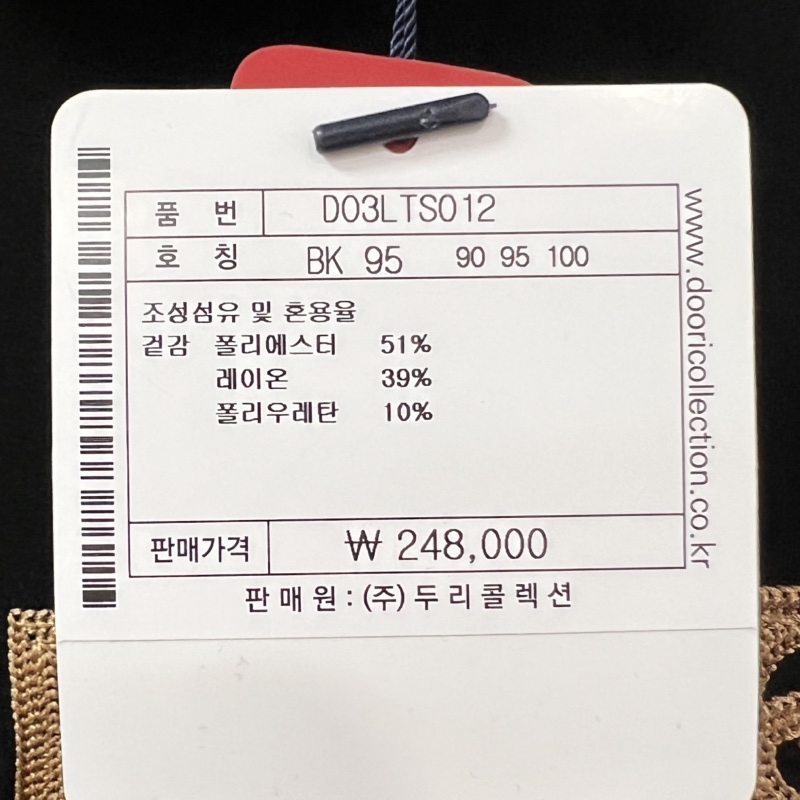 품 번 D03LTS012
호 칭 BK 95 90 95 100
조성섬유 및 혼용율
겉감 폴리에스터 51%
레이온 39%
폴리우레탄 10%
판매가격 ₩ 248,000
판매원 : (주)두리콜렉션
www.dooricollection.co.kr